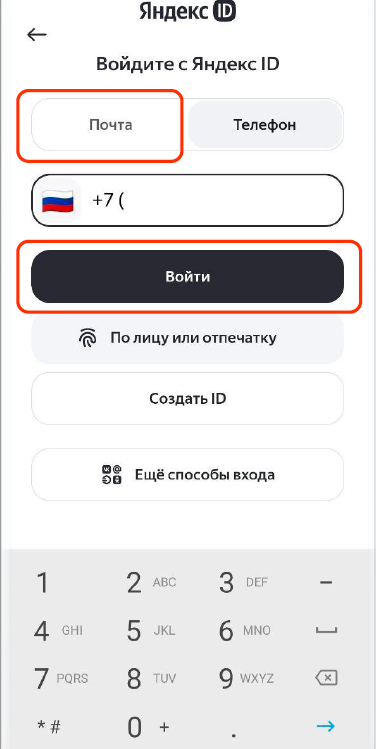 Яндекс ID
Войдите с Яндекс ID
Почта Телефон
+7 (
Войти
По лицу или отпечатку
Создать ID
Ещё способы входа
1 2 ABC 3 DEF –
4 GHI 5 JKL 6 MNO
7 PQRS 8 TUV 9 WXYZ
* # 0 + .